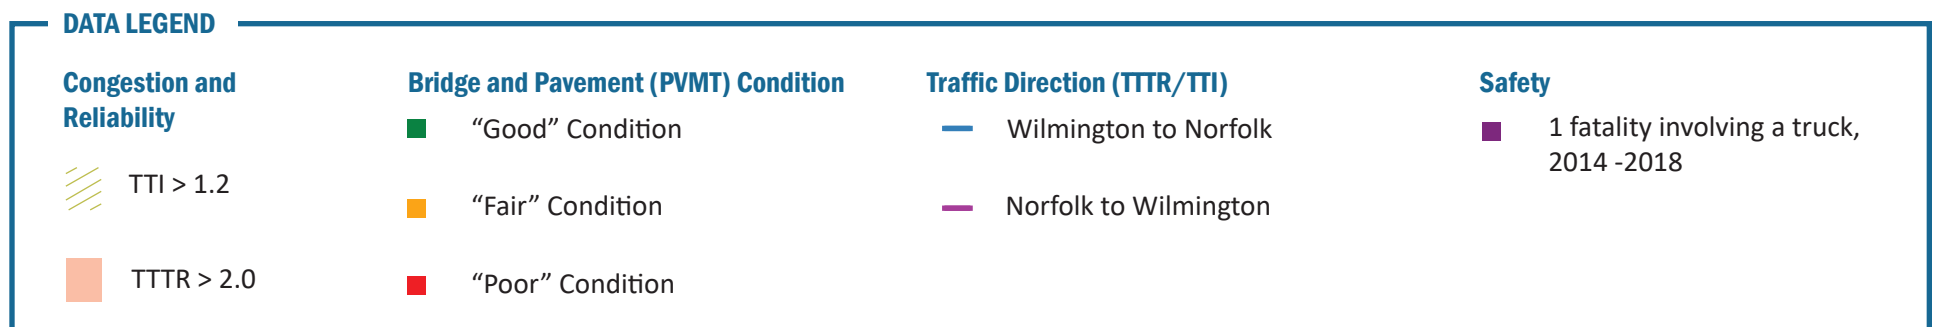 DATA LEGEND
Congestion and
Reliability
TTI > 1.2
TTTR > 2.0
Bridge and Pavement (PVMT) Condition
“Good” Condition
“Fair” Condition
“Poor” Condition
Traffic Direction (TTTR/TTI)
Wilmington to Norfolk
Norfolk to Wilmington
Safety
1 fatality involving a truck,
2014 -2018